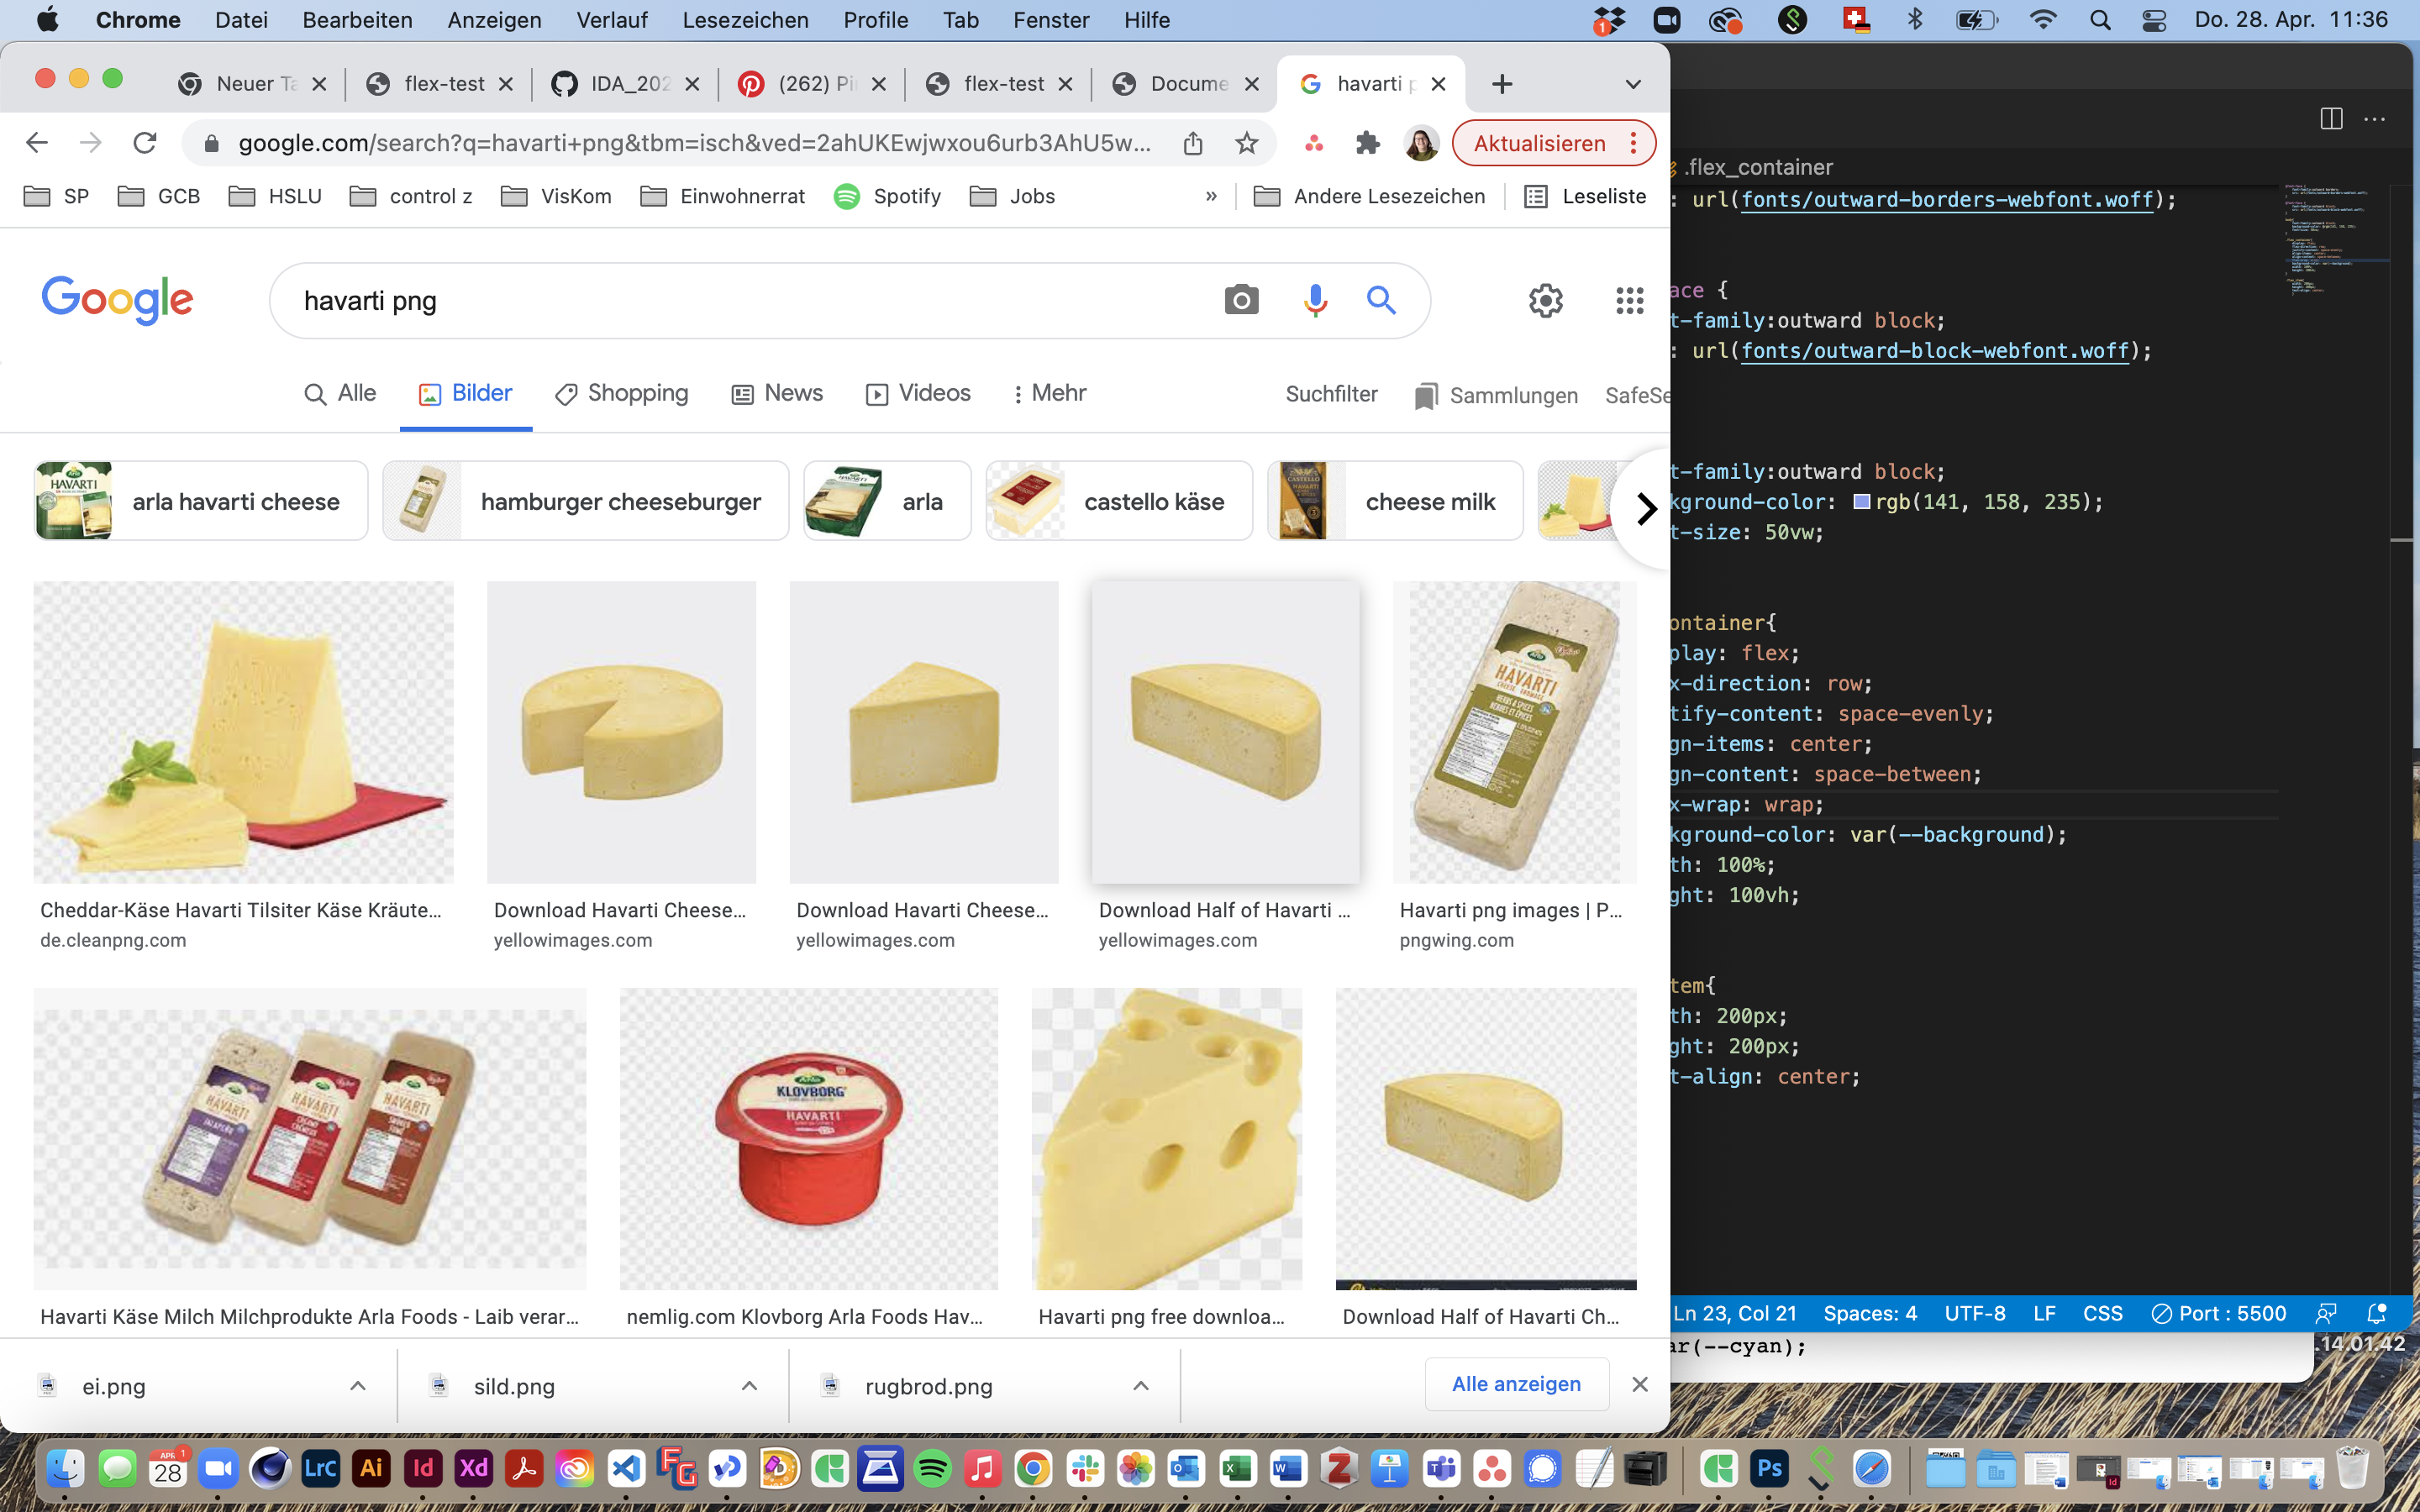 Chrome Datei Bearbeiten Anzeigen Verlauf Lesezeichen Profile Tab Fenster Hilfe
1
Do. 28. Apr. 11:36
Neuer Ta
flex-test
IDA_202
(262) Pi
flex-test
Docume
havarti p
google.com/search?q=havarti+png&tbm=isch&ved=2ahUKEwjwxou6urb3AhU5w...
Aktualisieren
SP
GCB
HSLU
control z
VisKom
Einwohnerrat
Spotify
Jobs
»
Andere Lesezeichen
Leseliste
Google
havarti png
Alle
Bilder
Shopping
News
Videos
Mehr
Suchfilter
Sammlungen
SafeSe
arla havarti cheese
hamburger cheeseburger
arla
castello käse
cheese milk
HAVARTI
Cheddar-Käse Havarti Tilsiter Käse Kräute...
de.cleanpng.com
Download Havarti Cheese...
yellowimages.com
Download Havarti Cheese...
yellowimages.com
Download Half of Havarti ...
yellowimages.com
Havarti png images | P...
pngwing.com
HAVARTI
HAVARTI
HAVARTI
KLOVBORG
HAVARTI
Havarti Käse Milch Milchprodukte Arla Foods - Laib verar...
nemlig.com Klovborg Arla Foods Hav...
Havarti png free downloa...
Download Half of Havarti Ch...
ei.png
sild.png
rugbrod.png
Alle anzeigen
.flex_container
: url(fonts/outward-borders-webfont.woff);
ace {
t-family:outward block;
: url(fonts/outward-block-webfont.woff);
t-family:outward block;
kground-color: rgb(141, 158, 235);
t-size: 50vw;
ontainer{
play: flex;
x-direction: row;
tify-content: space-evenly;
gn-items: center;
gn-content: space-between;
x-wrap: wrap;
kground-color: var(--background);
th: 100%;
ght: 100vh;
tem{
th: 200px;
ght: 200px;
t-align: center;
Ln 23, Col 21
Spaces: 4
UTF-8
LF
CSS
Port : 5500
ar(--cyan);
.14.01.42
APR
28
1
LrC
Ai
Id
Xd
FG
Ps